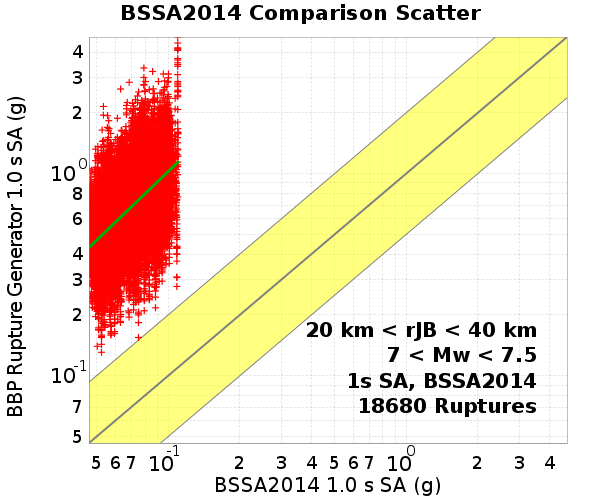 BSSA2014 Comparison Scatter
BBP Rupture Generator 1.0 s SA (g)
4
3
2
10^0
8
6
4
3
2
10^-1
7
5
20 km < rJB < 40 km
7 < Mw < 7.5
1s SA, BSSA2014
18680 Ruptures
5 6 7 10^-1 2 3 4 5 6 7 10^0 2 3 4
BSSA2014 1.0 s SA (g)